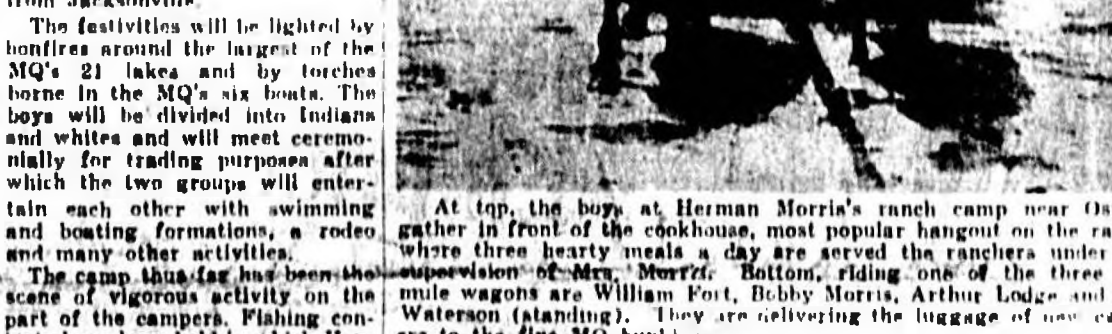 from Jacksonville.
The festivities will be lighted by
bonfires around the largest of the
MQ's 21 lakes and by torches
borne in the MQ's six boats. The
boys will be divided into Indians
and whites and will meet ceremo-
nially for trading purposes after
which the two groups will enter-
tain each other with swimming
and boating formations, a rodeo
and many other activities.
The camp thus far has been the
scene of vigorous activity on the
part of the campers. Fishing con-
At top, the boys at Herman Morris's ranch camp near Os
gather in front of the cookhouse, most popular hangout on the ra
where three hearty meals a day are served the ranchers under
supervision of Mrs. Morris. Bottom, riding one of the three
mule wagons are William Fort, Bobby Morris, Arthur Lodge and
Waterson (standing). They are delivering the luggage of new